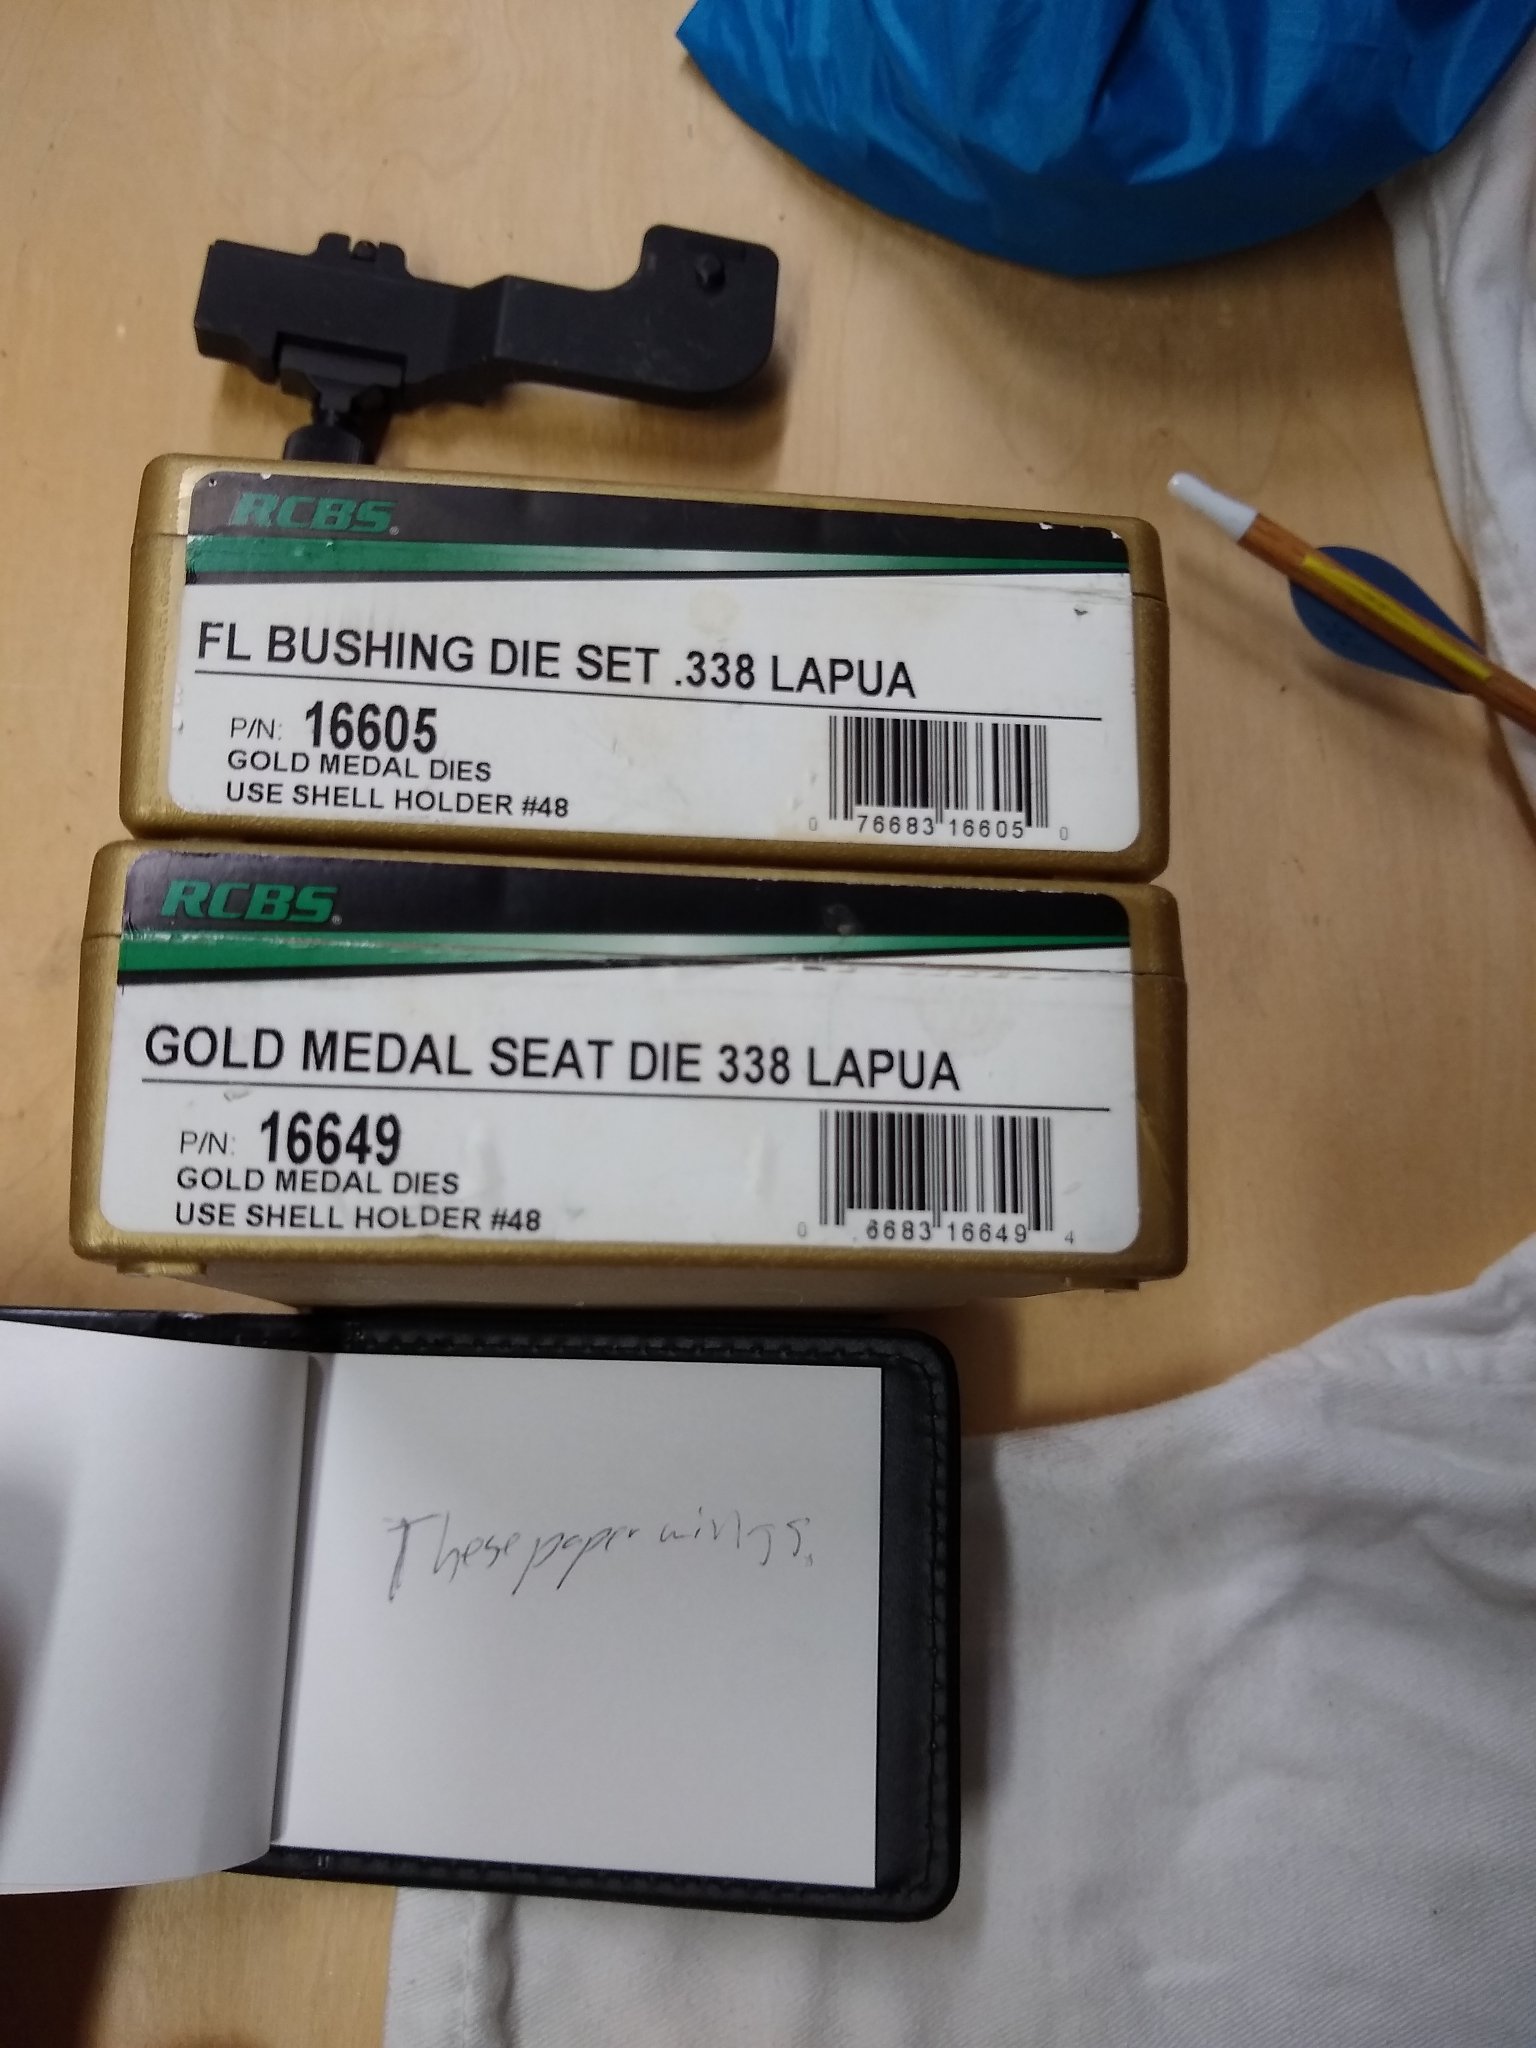 RCBS®
FL BUSHING DIE SET .338 LAPUA
P/N: 16605
GOLD MEDAL DIES
USE SHELL HOLDER #48
0 76683 16605 0
RCBS®
GOLD MEDAL SEAT DIE 338 LAPUA
P/N: 16649
GOLD MEDAL DIES
USE SHELL HOLDER #48
0 6683 16649 4
These paper wings.